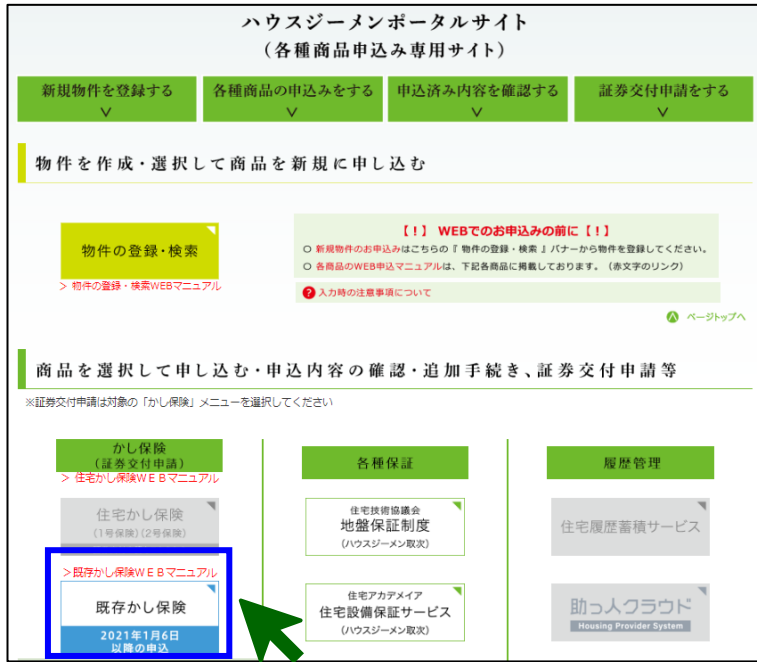 ハウスジーメンポータルサイト
（各種商品申込み専用サイト）
新規物件を登録する
各種商品の申込みをする
申込済み内容を確認する
証券交付申請をする
物件を作成・選択して商品を新規に申し込む
物件の登録・検索
> 物件の登録・検索WEBマニュアル
【！】 WEBでのお申込みの前に【！】
○ 新規物件のお申込みはこちらの『 物件の登録・検索 』バナーから物件を登録してください。
○ 各商品のWEB申込マニュアルは、下記各商品に掲載しております。（赤文字のリンク）
? 入力時の注意事項について
ページトップへ
商品を選択して申し込む・申込内容の確認・追加手続き、証券交付申請等
※証券交付申請は対象の「かし保険」メニューを選択してください
かし保険
（証券交付申請）
> 住宅かし保険ＷＥＢマニュアル
住宅かし保険
(1号保険)(2号保険)
>既存かし保険ＷＥＢマニュアル
既存かし保険
2021年1月6日
以降の申込
各種保証
住宅技術協議会
地盤保証制度
(ハウスジーメン取次)
住宅アカデメイア
住宅設備保証サービス
(ハウスジーメン取次)
履歴管理
住宅履歴蓄積サービス
助っ人クラウド
Housing Provider System